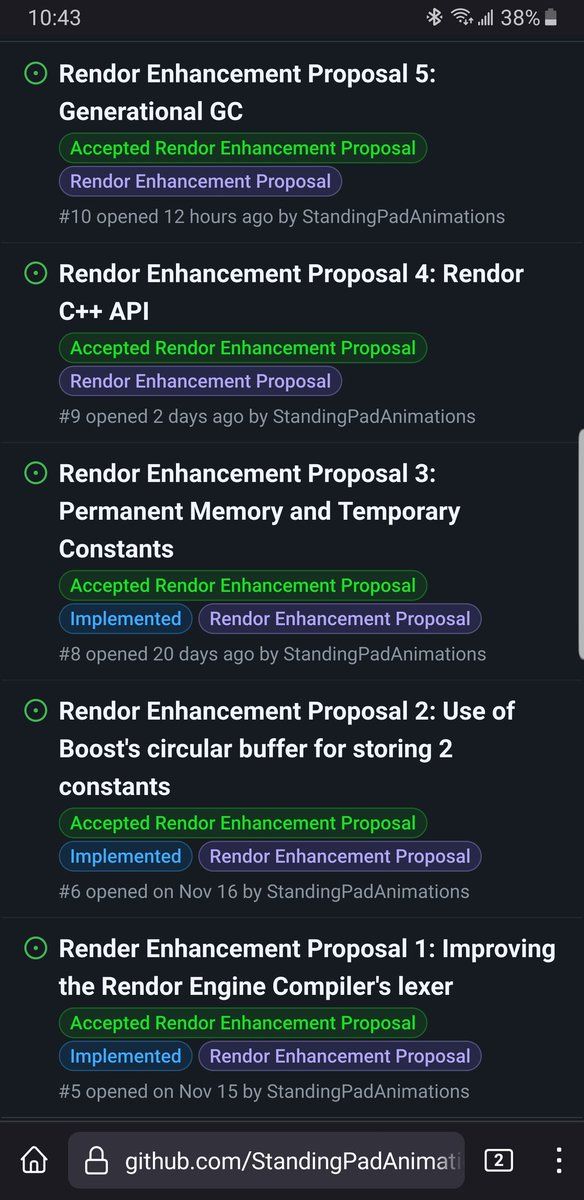 10:43
38%
Rendor Enhancement Proposal 5:
Generational GC
Accepted Rendor Enhancement Proposal
Rendor Enhancement Proposal
#10 opened 12 hours ago by StandingPadAnimations
Rendor Enhancement Proposal 4: Rendor
C++ API
Accepted Rendor Enhancement Proposal
Rendor Enhancement Proposal
#9 opened 2 days ago by StandingPadAnimations
Rendor Enhancement Proposal 3:
Permanent Memory and Temporary
Constants
Accepted Rendor Enhancement Proposal
Implemented Rendor Enhancement Proposal
#8 opened 20 days ago by StandingPadAnimations
Rendor Enhancement Proposal 2: Use of
Boost's circular buffer for storing 2
constants
Accepted Rendor Enhancement Proposal
Implemented Rendor Enhancement Proposal
#6 opened on Nov 16 by StandingPadAnimations
Render Enhancement Proposal 1: Improving
the Rendor Engine Compiler's lexer
Accepted Rendor Enhancement Proposal
Implemented Rendor Enhancement Proposal
#5 opened on Nov 15 by StandingPadAnimations
github.com/StandingPadAnimati
2